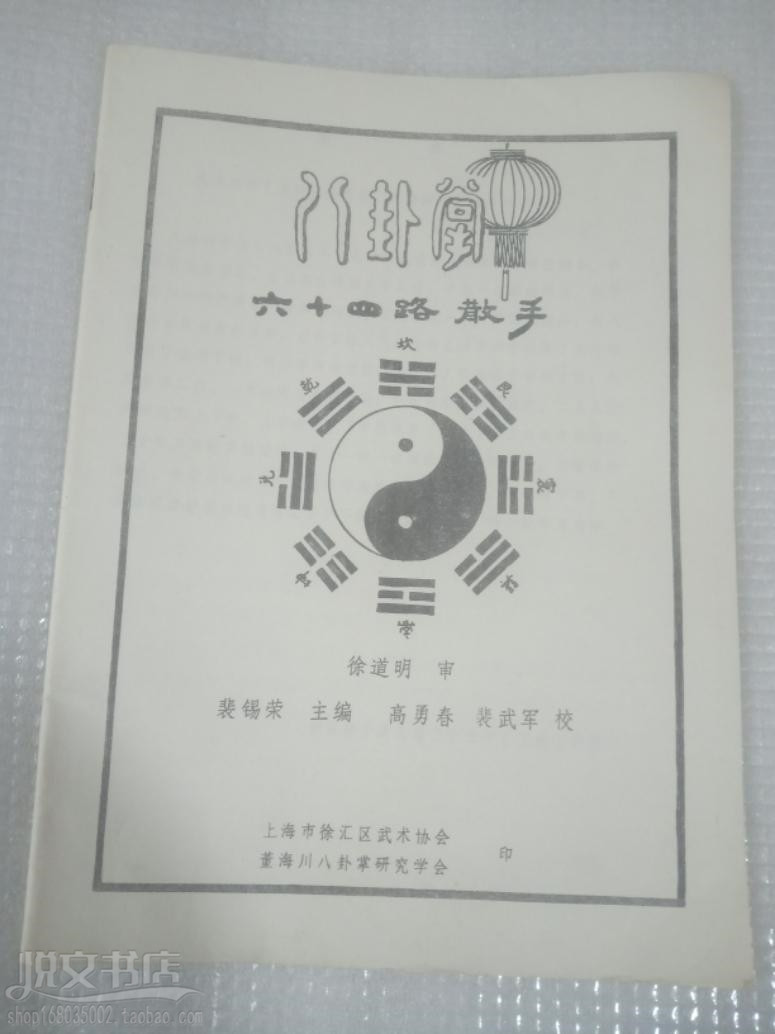 八卦掌
六十四路散手
坎
乾 艮
兑 震
坤 巽
离
徐道明 审
裴锡荣 主编 高勇春 裴武军 校
上海市徐汇区武术协会
董海川八卦掌研究学会 印
悦文书店
shop168035002.taobao.com